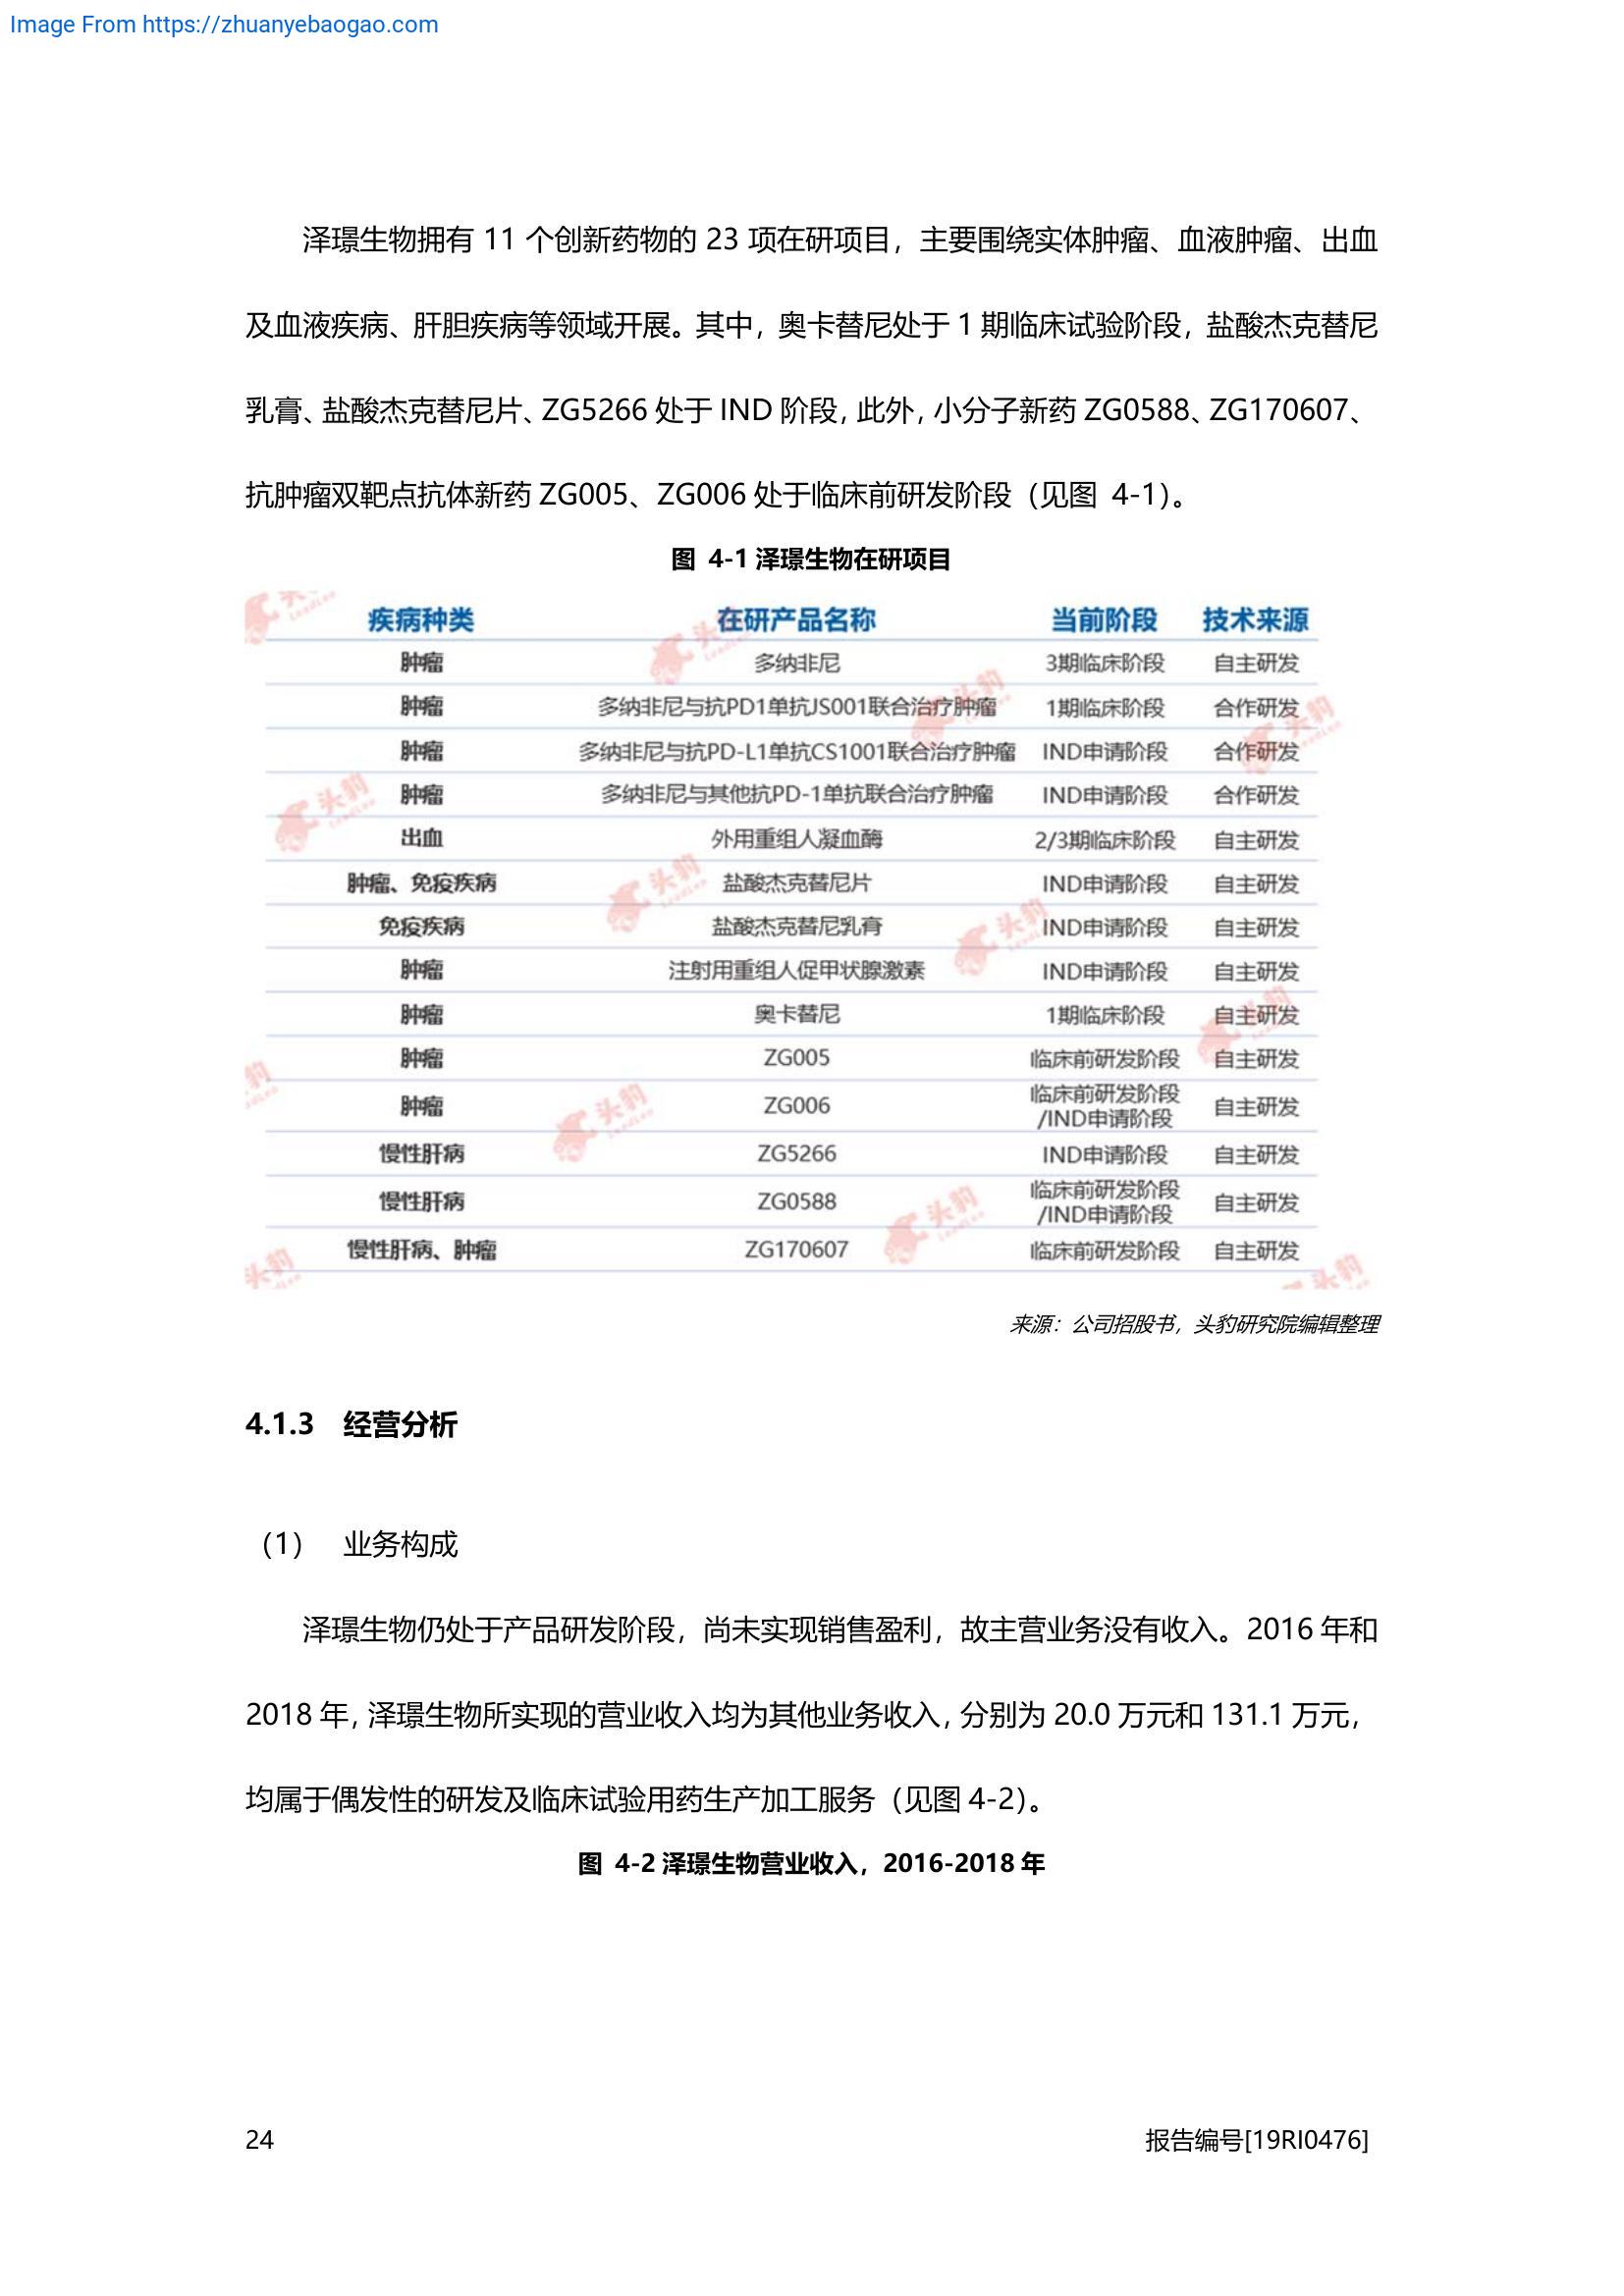 Image From https://zhuanyebaogao.com
泽璟生物拥有 11 个创新药物的 23 项在研项目，主要围绕实体肿瘤、血液肿瘤、出血
及血液疾病、肝胆疾病等领域开展。其中，奥卡替尼处于 1 期临床试验阶段，盐酸杰克替尼
乳膏、盐酸杰克替尼片、ZG5266 处于 IND 阶段，此外，小分子新药 ZG0588、ZG170607、
抗肿瘤双靶点抗体新药 ZG005、ZG006 处于临床前研发阶段（见图 4-1）。
图 4-1 泽璟生物在研项目
疾病种类 在研产品名称 当前阶段 技术来源
肿瘤 多纳非尼 3期临床阶段 自主研发
肿瘤 多纳非尼与抗PD1单抗JS001联合治疗肿瘤 1期临床阶段 合作研发
肿瘤 多纳非尼与抗PD-L1单抗CS1001联合治疗肿瘤 IND申请阶段 合作研发
肿瘤 多纳非尼与其他抗PD-1单抗联合治疗肿瘤 IND申请阶段 合作研发
出血 外用重组人凝血酶 2/3期临床阶段 自主研发
肿瘤、免疫疾病 盐酸杰克替尼片 IND申请阶段 自主研发
免疫疾病 盐酸杰克替尼乳膏 IND申请阶段 自主研发
肿瘤 注射用重组人促甲状腺激素 IND申请阶段 自主研发
肿瘤 奥卡替尼 1期临床阶段 自主研发
肿瘤 ZG005 临床前研发阶段 自主研发
肿瘤 ZG006 临床前研发阶段
/IND申请阶段 自主研发
慢性肝病 ZG5266 IND申请阶段 自主研发
慢性肝病 ZG0588 临床前研发阶段
/IND申请阶段 自主研发
慢性肝病、肿瘤 ZG170607 临床前研发阶段 自主研发
来源：公司招股书，头豹研究院编辑整理
4.1.3 经营分析
（1） 业务构成
泽璟生物仍处于产品研发阶段，尚未实现销售盈利，故主营业务没有收入。2016 年和
2018 年，泽璟生物所实现的营业收入均为其他业务收入，分别为 20.0 万元和 131.1 万元，
均属于偶发性的研发及临床试验用药生产加工服务（见图 4-2）。
图 4-2 泽璟生物营业收入，2016-2018 年
24 报告编号[19RI0476]